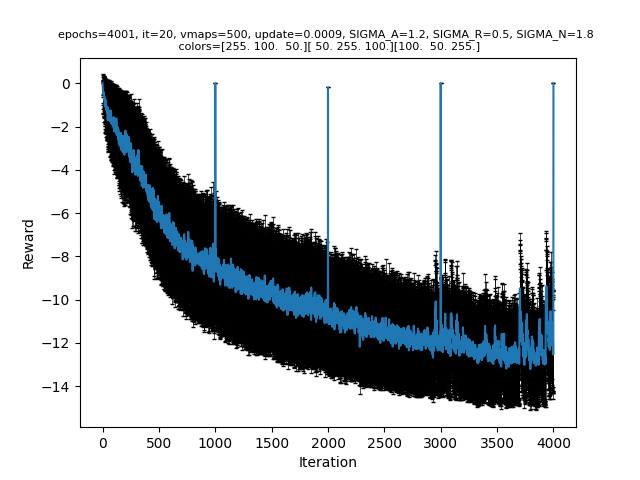 epochs=4001, it=20, vmaps=500, update=0.0009, SIGMA_A=1.2, SIGMA_R=0.5, SIGMA_N=1.8
colors=[255. 100.  50.][ 50. 255. 100.][100.  50. 255.]
0
−2
−4
−6
−8
−10
−12
−14
Reward
0 500 1000 1500 2000 2500 3000 3500 4000
Iteration